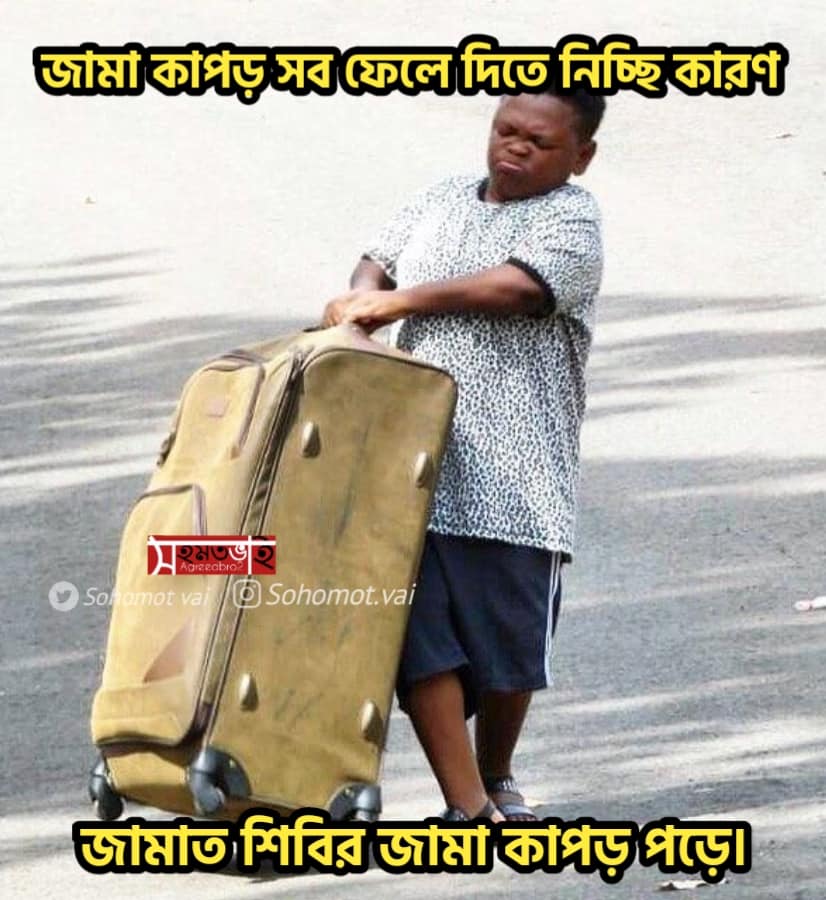 জামা কাপড় সব ফেলে দিতে নিচ্ছি কারণ
সহমতভাই
Agreeabro?
Sohomot vai Sohomot.vai
জামাত শিবির জামা কাপড় পড়ে।